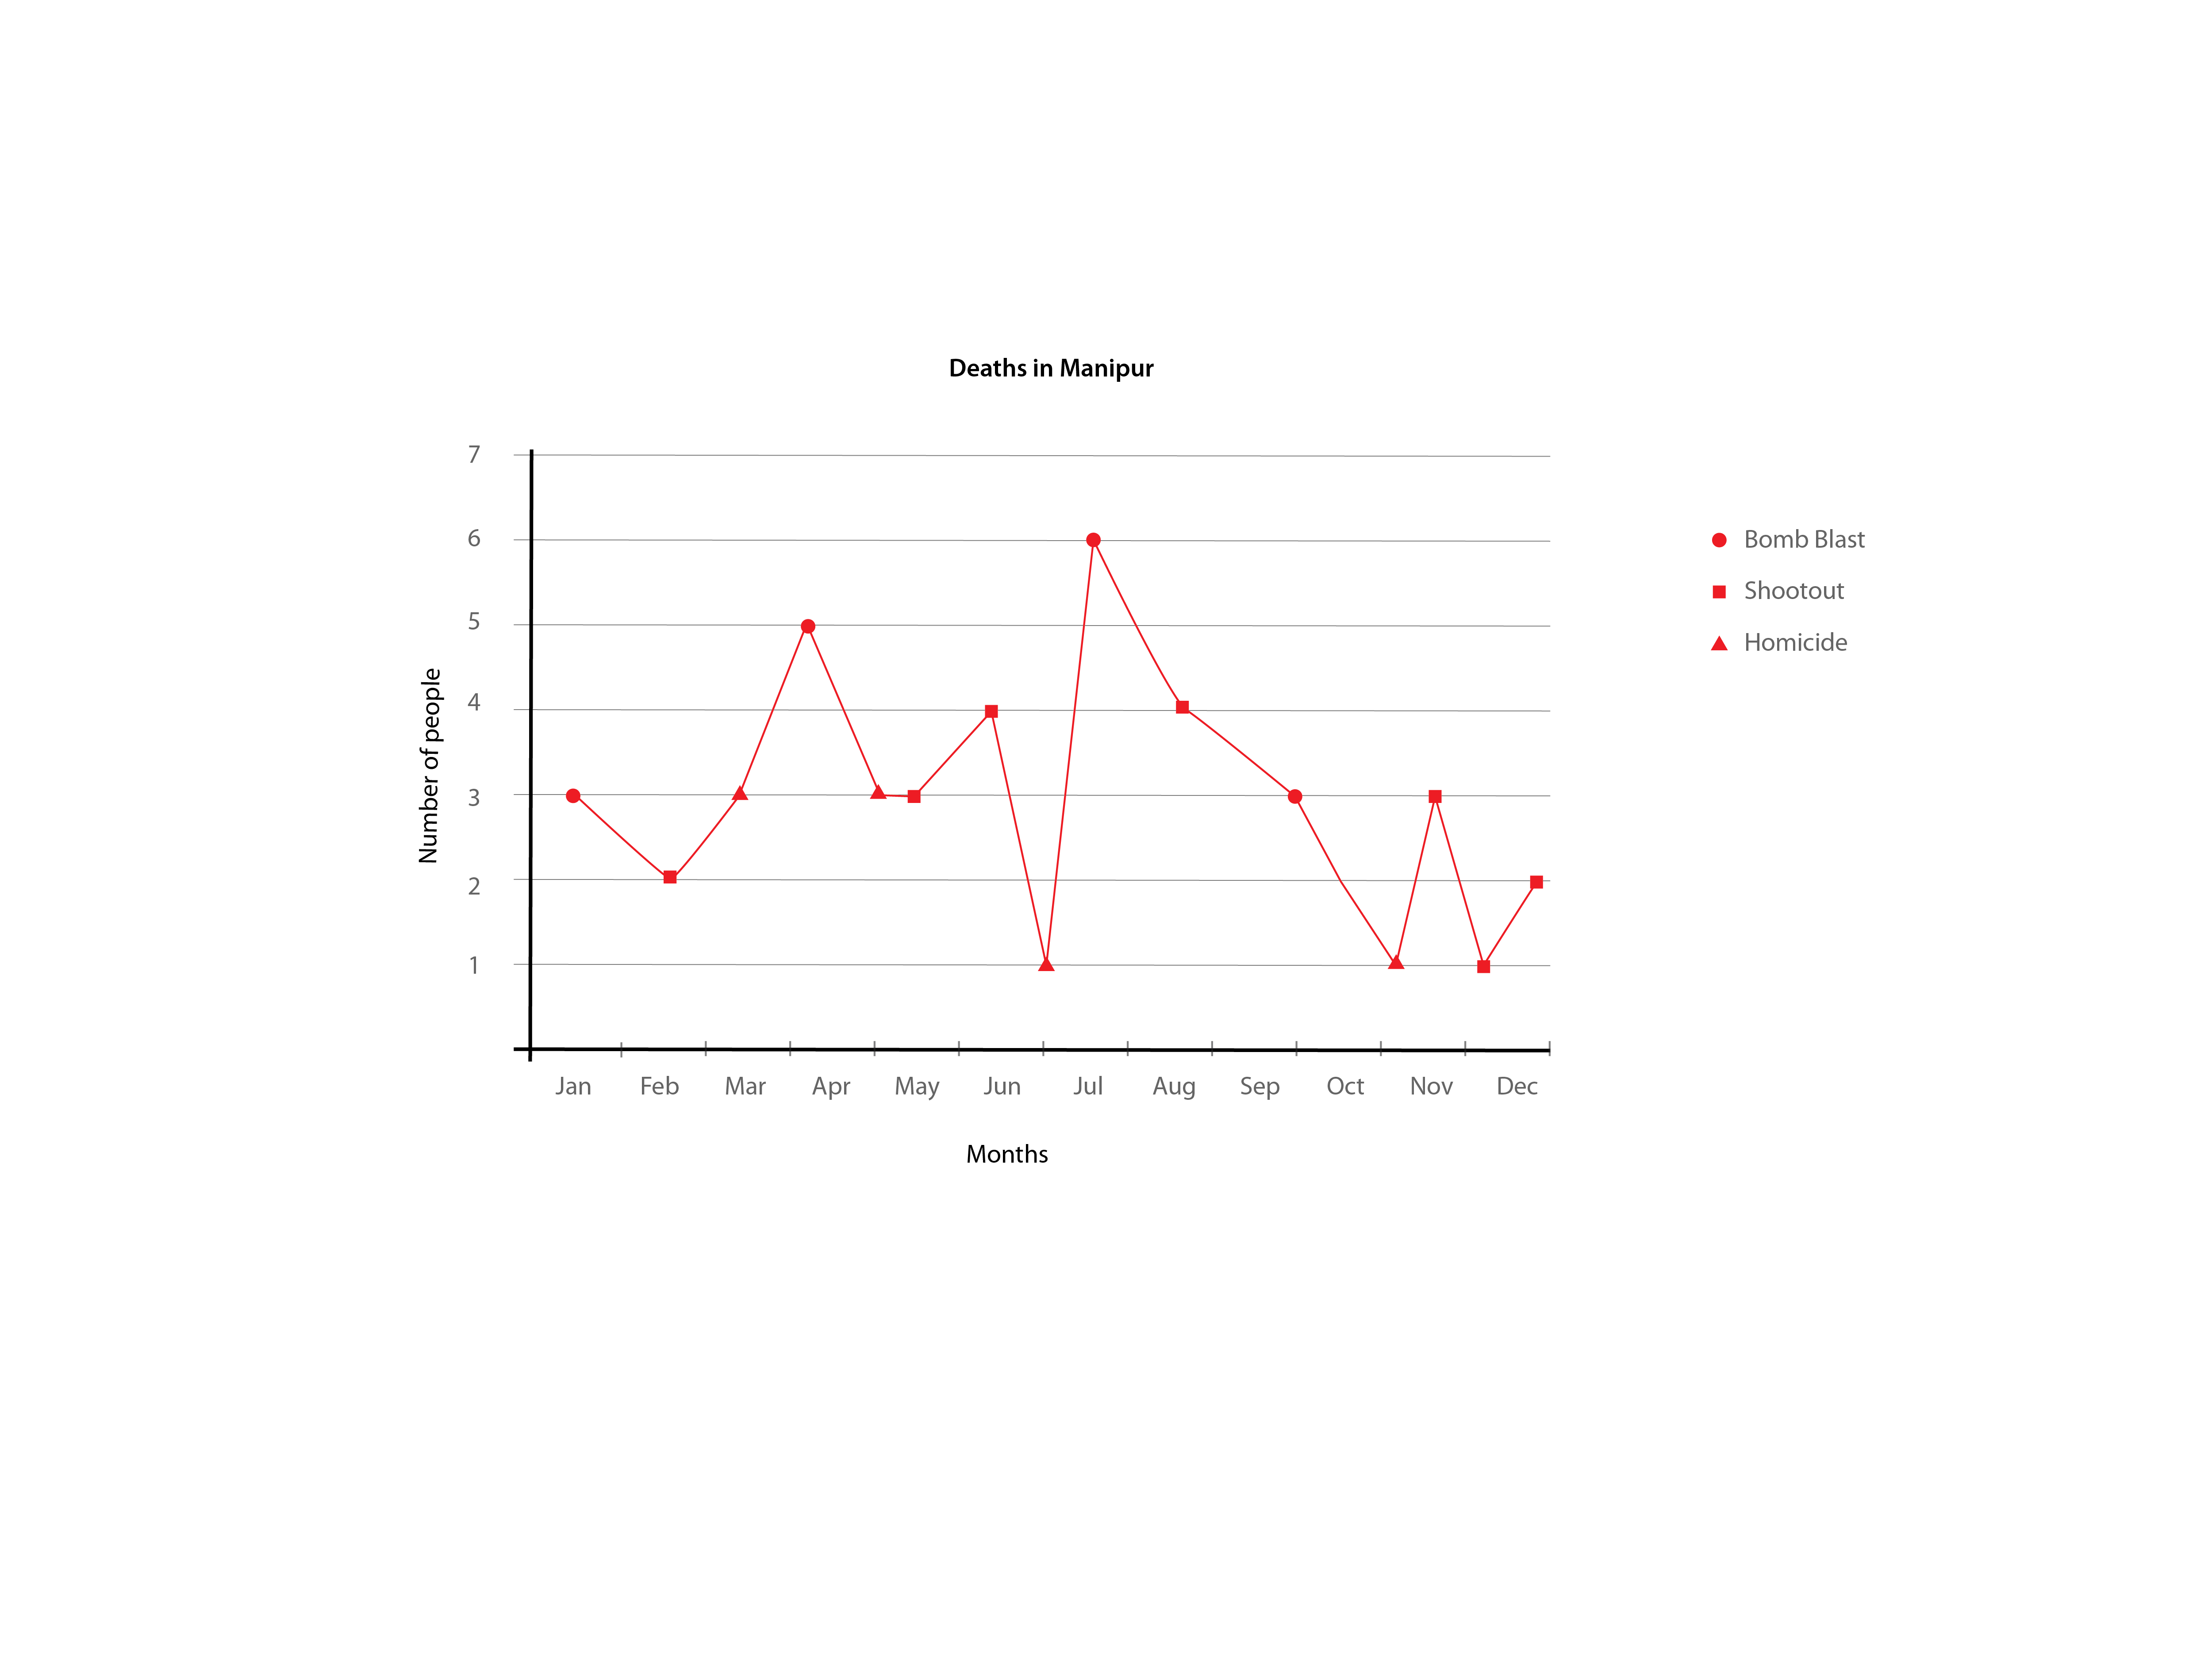 Deaths in Manipur
7
6
5
4
3
2
1
Number of people
Jan Feb Mar Apr May Jun Jul Aug Sep Oct Nov Dec
Months
Bomb Blast
Shootout
Homicide